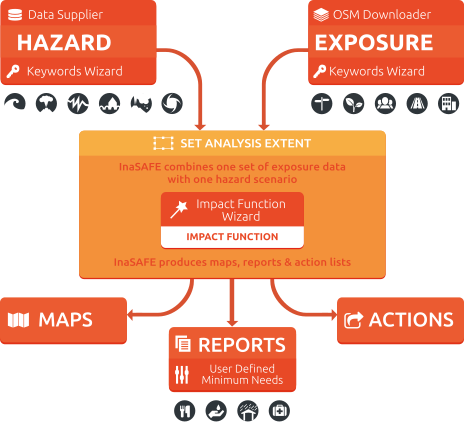 Data Supplier
HAZARD
Keywords Wizard
OSM Downloader
EXPOSURE
Keywords Wizard
SET ANALYSIS EXTENT
InaSAFE combines one set of exposure data
with one hazard scenario
Impact Function
Wizard
IMPACT FUNCTION
InaSAFE produces maps, reports & action lists
MAPS
ACTIONS
REPORTS
User Defined
Minimum Needs